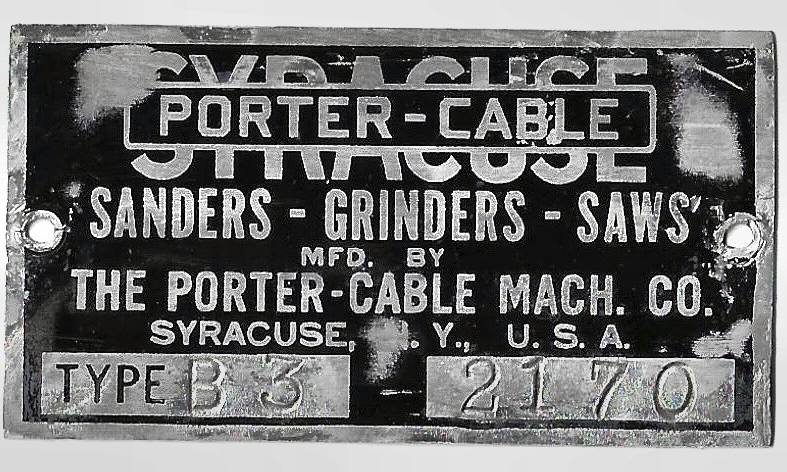 SYRACUSE
PORTER-CABLE
SANDERS - GRINDERS - SAWS
MFD. BY
THE PORTER-CABLE MACH. CO.
SYRACUSE, . Y., U. S. A.
TYPE B3 2170